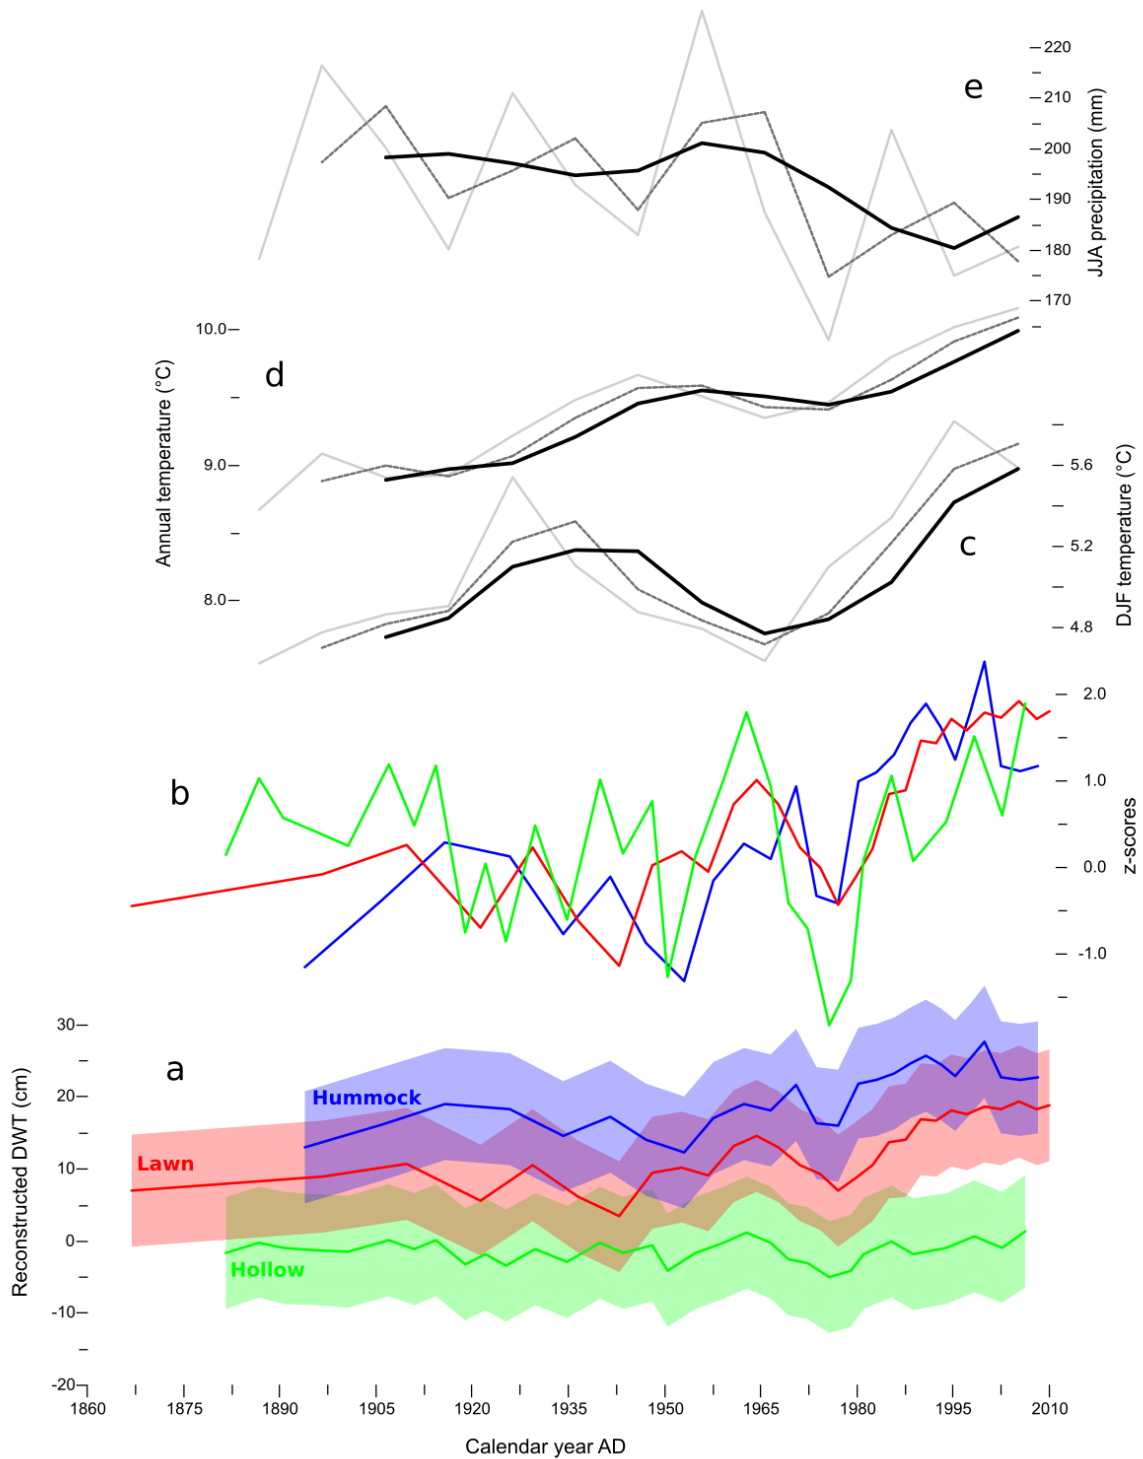 e
220
210
200
190
180
170
JJA precipitation (mm)
10.0
9.0
8.0
Annual temperature (°C)
d
5.6
5.2
4.8
DJF temperature (°C)
c
b
2.0
1.0
0.0
-1.0
z-scores
a
30
20
10
0
-10
-20
Reconstructed DWT (cm)
Hummock
Lawn
Hollow
1860 1875 1890 1905 1920 1935 1950 1965 1980 1995 2010
Calendar year AD